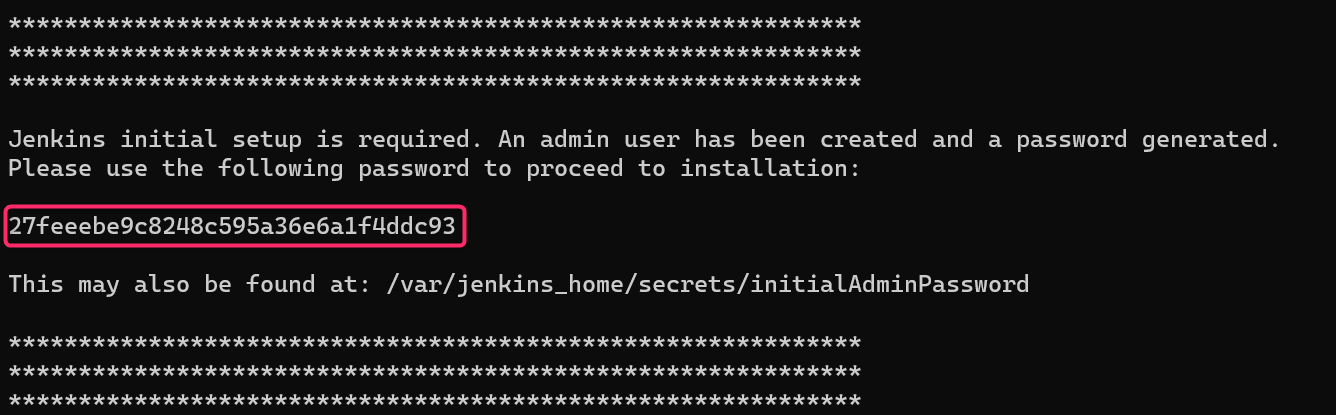 *************************************************************
*************************************************************
*************************************************************
Jenkins initial setup is required. An admin user has been created and a password generated.
Please use the following password to proceed to installation:
27feeebe9c8248c595a36e6a1f4ddc93
This may also be found at: /var/jenkins_home/secrets/initialAdminPassword
*************************************************************
*************************************************************
*************************************************************